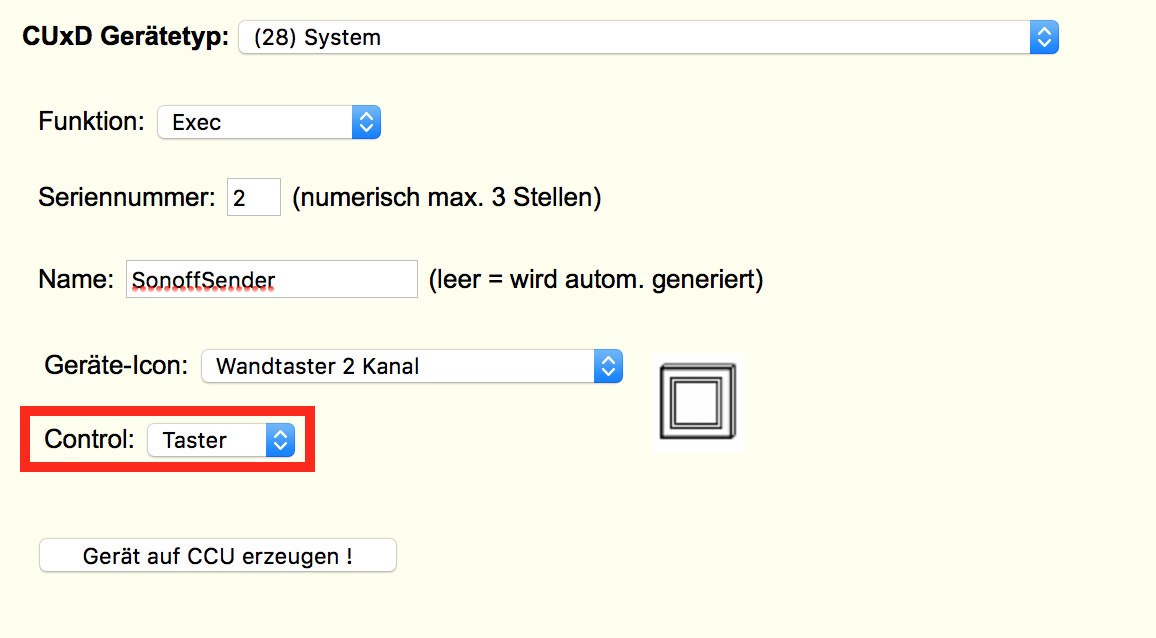 CUxD Gerätetyp: (28) System
Funktion: Exec
Seriennummer: 2 (numerisch max. 3 Stellen)
Name: SonoffSender (leer = wird autom. generiert)
Geräte-Icon: Wandtaster 2 Kanal
Control: Taster
Gerät auf CCU erzeugen !